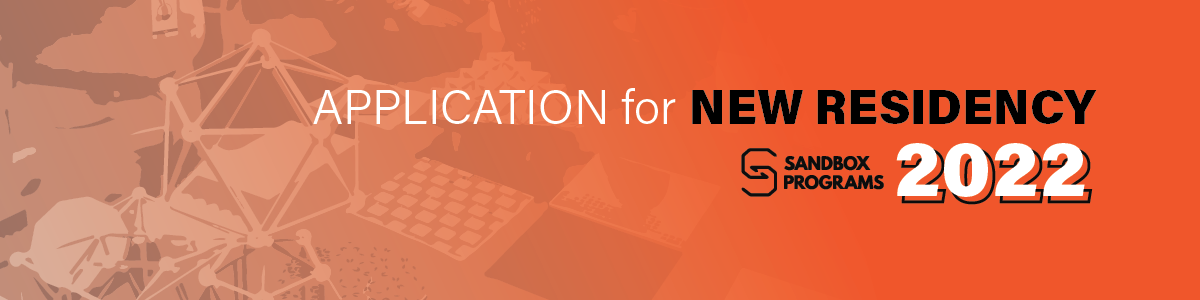 APPLICATION for NEW RESIDENCY
SANDBOX
PROGRAMS
2022